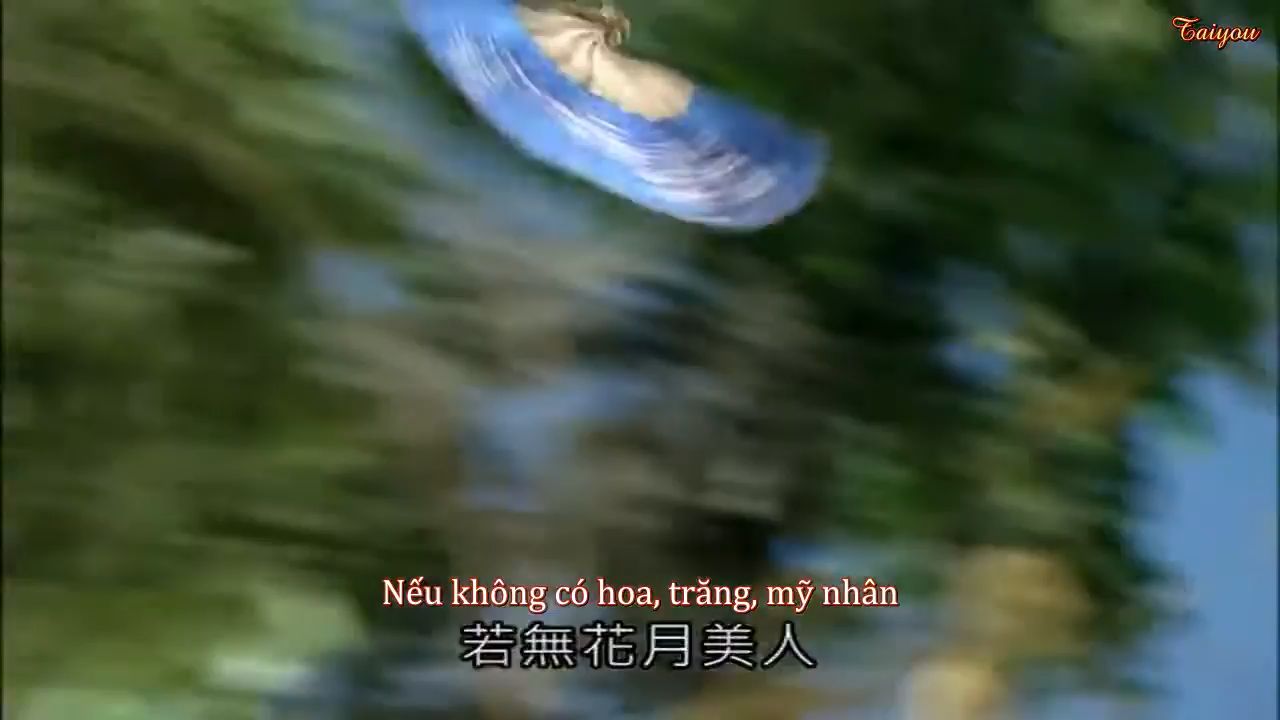 Taiyou
Nếu không có hoa, trăng, mỹ nhân
若無花月美人